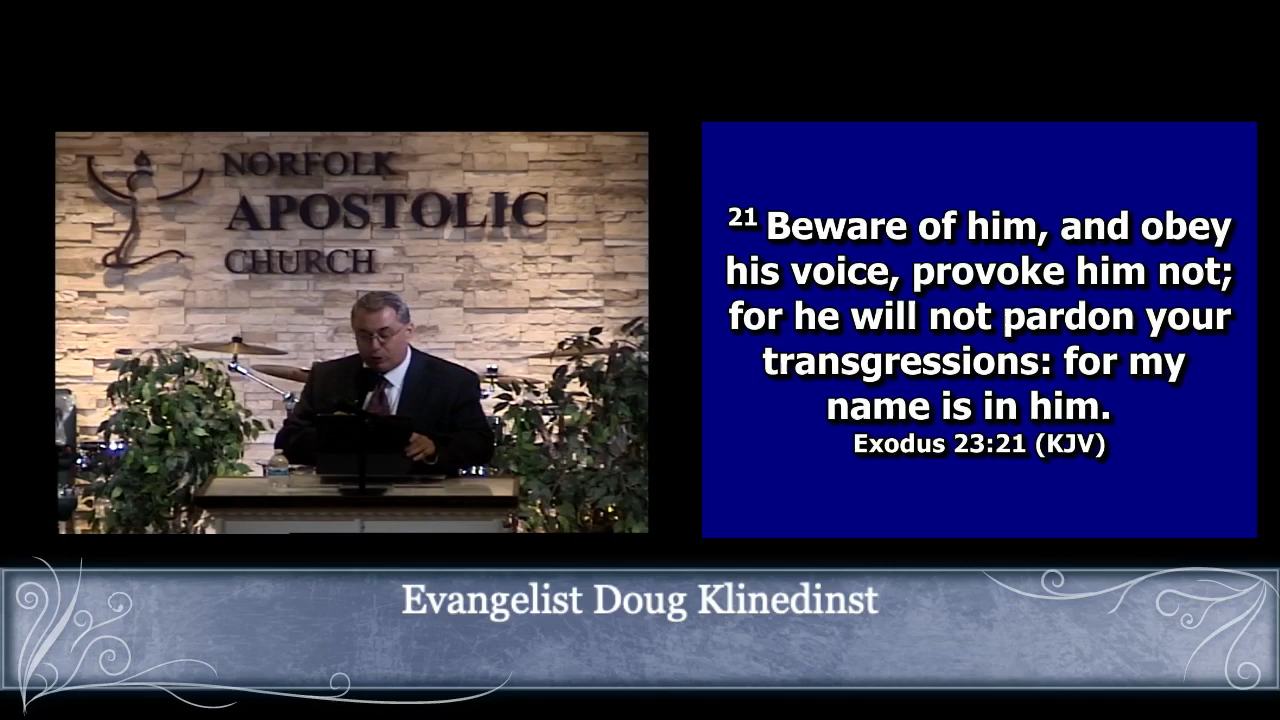 NORFOLK
APOSTOLIC
CHURCH
21 Beware of him, and obey
his voice, provoke him not;
for he will not pardon your
transgressions: for my
name is in him.
Exodus 23:21 (KJV)
Evangelist Doug Klinedinst